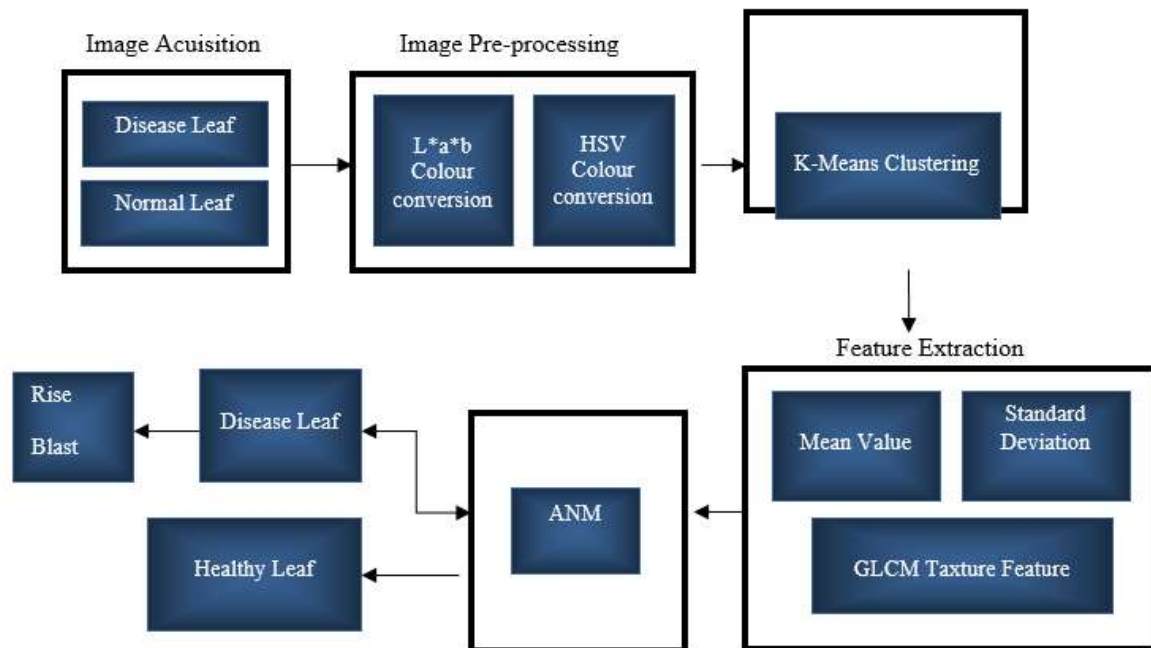 Image Acuisition
Disease Leaf
Normal Leaf
Image Pre-processing
L*a*b
Colour
conversion
HSV
Colour
conversion
K-Means Clustering
Feature Extraction
Mean Value
Standard
Deviation
GLCM Taxture Feature
ANM
Disease Leaf
Rise
Blast
Healthy Leaf